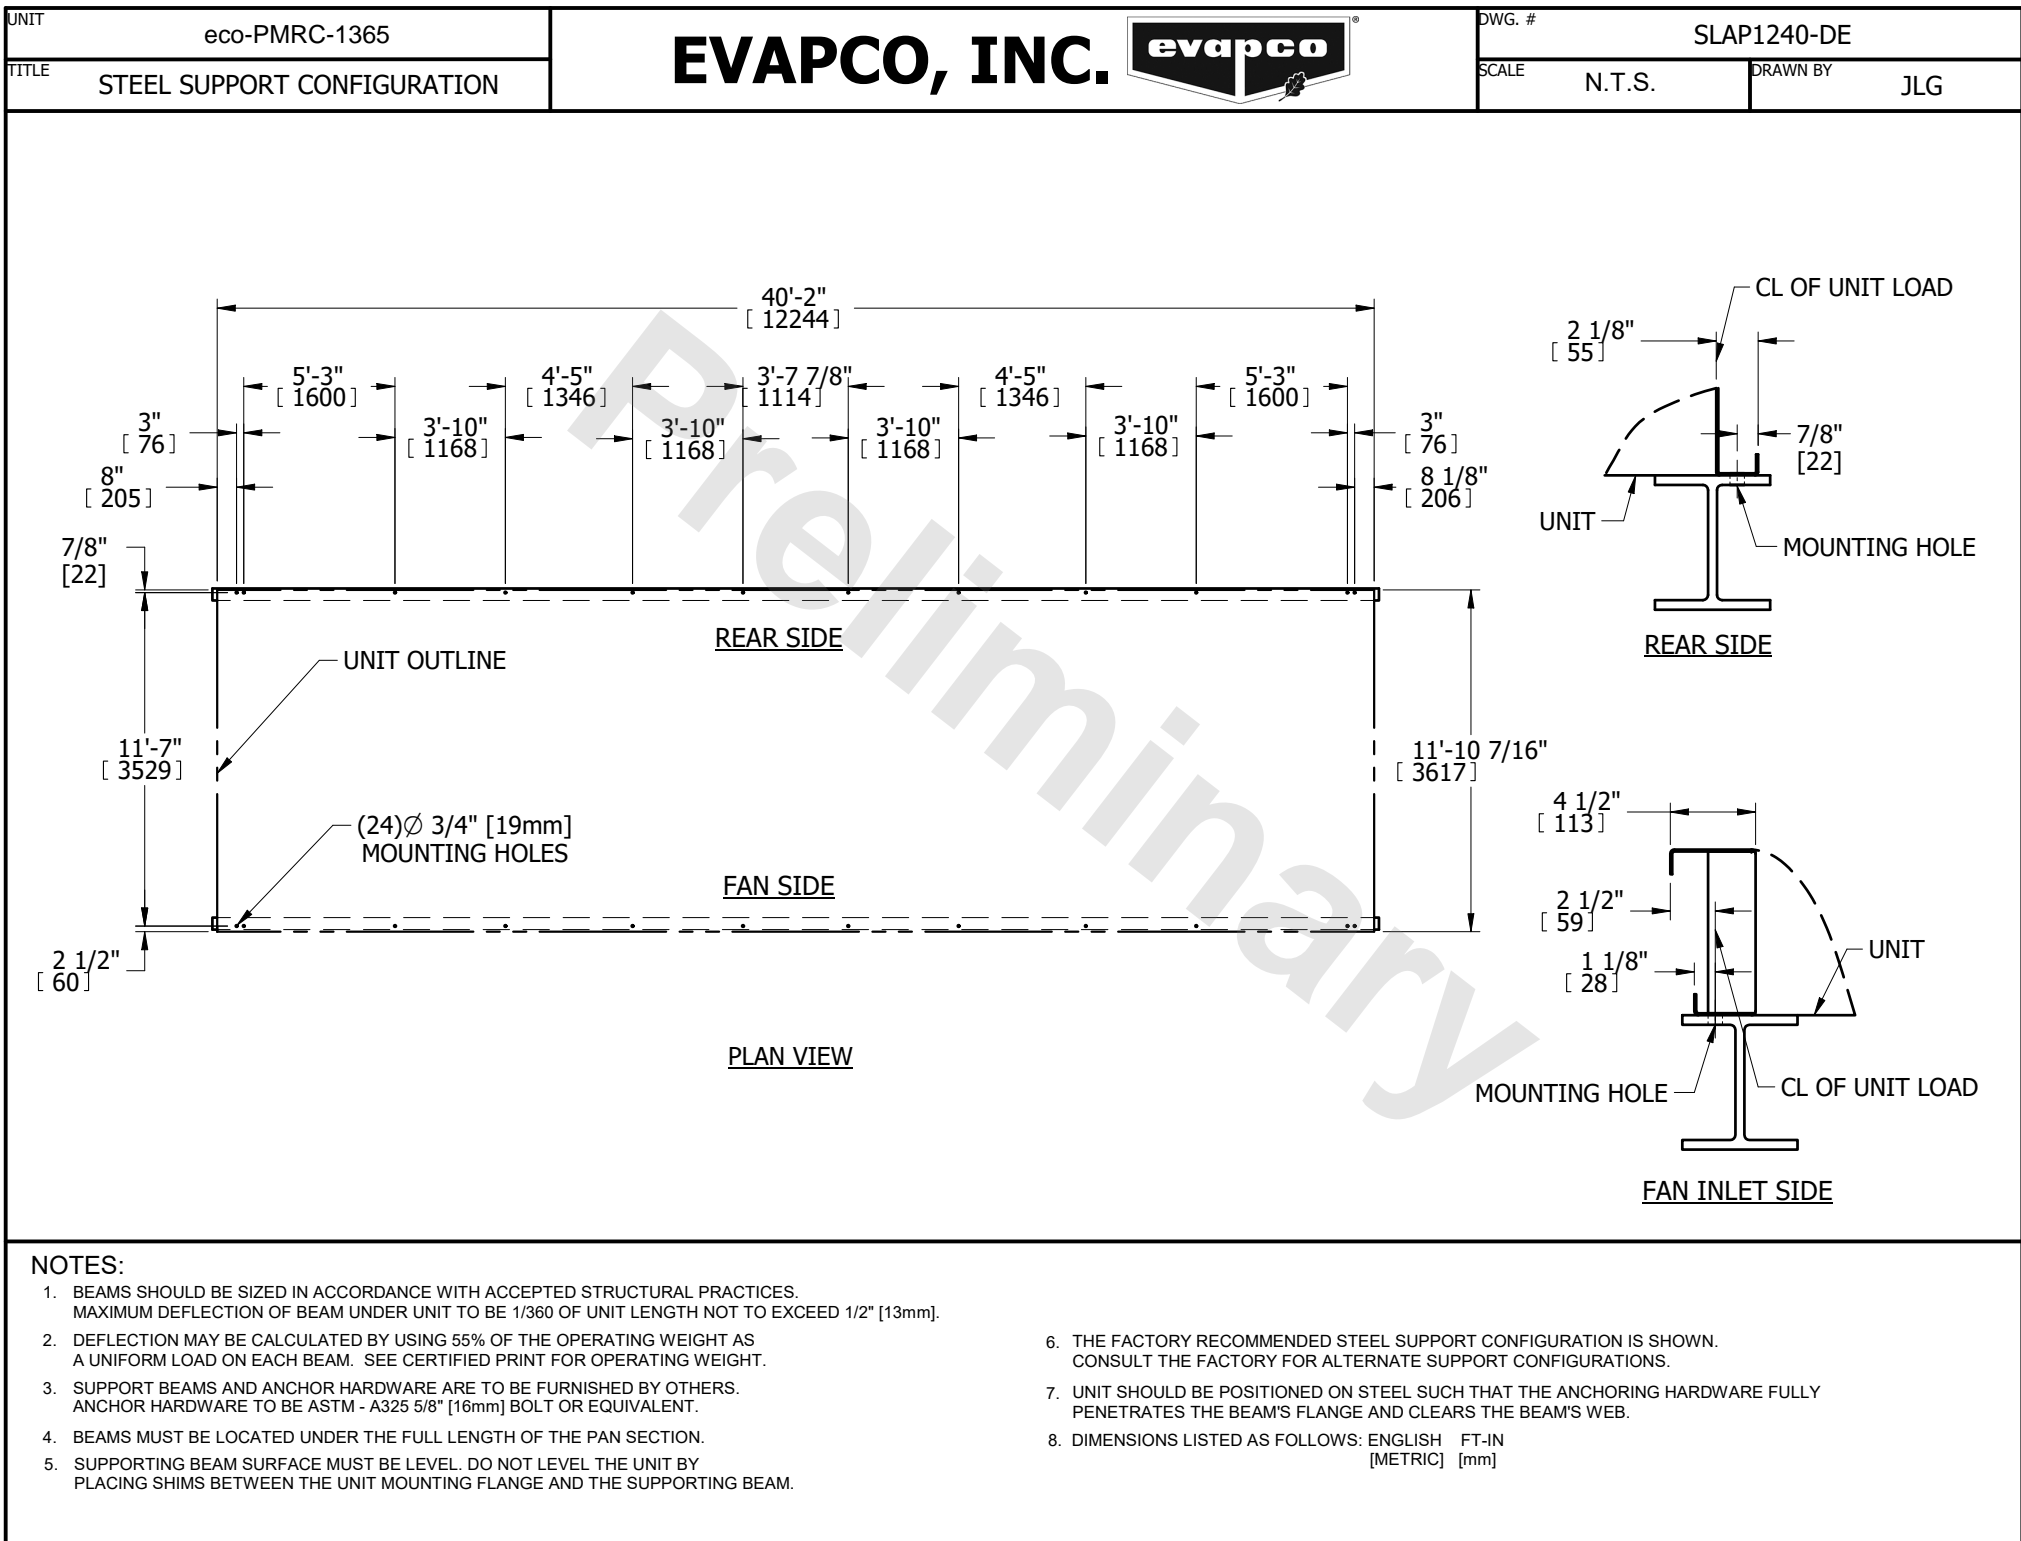 UNIT
eco-PMRC-1365
TITLE
STEEL SUPPORT CONFIGURATION
EVAPCO, INC.
evapco
®
DWG. #
SLAP1240-DE
SCALE
N.T.S.
DRAWN BY
JLG
40'-2"
[ 12244 ]
5'-3"
[ 1600 ]
4'-5"
[ 1346 ]
3'-7 7/8"
[ 1114 ]
4'-5"
[ 1346 ]
5'-3"
[ 1600 ]
3"
[ 76 ]
3'-10"
[ 1168 ]
3'-10"
[ 1168 ]
3'-10"
[ 1168 ]
3'-10"
[ 1168 ]
3"
[ 76 ]
8"
[ 205 ]
8 1/8"
[ 206 ]
7/8"
[22]
REAR SIDE
UNIT OUTLINE
11'-7"
[ 3529 ]
11'-10 7/16"
[ 3617 ]
(24)Ø 3/4" [19mm]
MOUNTING HOLES
FAN SIDE
2 1/2"
[ 60 ]
PLAN VIEW
Preliminary
CL OF UNIT LOAD
2 1/8"
[ 55 ]
7/8"
[22]
UNIT
MOUNTING HOLE
REAR SIDE
4 1/2"
[ 113 ]
2 1/2"
[ 59 ]
1 1/8"
[ 28 ]
UNIT
MOUNTING HOLE
CL OF UNIT LOAD
FAN INLET SIDE
NOTES:
1. BEAMS SHOULD BE SIZED IN ACCORDANCE WITH ACCEPTED STRUCTURAL PRACTICES.
MAXIMUM DEFLECTION OF BEAM UNDER UNIT TO BE 1/360 OF UNIT LENGTH NOT TO EXCEED 1/2" [13mm].
2. DEFLECTION MAY BE CALCULATED BY USING 55% OF THE OPERATING WEIGHT AS
A UNIFORM LOAD ON EACH BEAM. SEE CERTIFIED PRINT FOR OPERATING WEIGHT.
3. SUPPORT BEAMS AND ANCHOR HARDWARE ARE TO BE FURNISHED BY OTHERS.
ANCHOR HARDWARE TO BE ASTM - A325 5/8" [16mm] BOLT OR EQUIVALENT.
4. BEAMS MUST BE LOCATED UNDER THE FULL LENGTH OF THE PAN SECTION.
5. SUPPORTING BEAM SURFACE MUST BE LEVEL. DO NOT LEVEL THE UNIT BY
PLACING SHIMS BETWEEN THE UNIT MOUNTING FLANGE AND THE SUPPORTING BEAM.
6. THE FACTORY RECOMMENDED STEEL SUPPORT CONFIGURATION IS SHOWN.
CONSULT THE FACTORY FOR ALTERNATE SUPPORT CONFIGURATIONS.
7. UNIT SHOULD BE POSITIONED ON STEEL SUCH THAT THE ANCHORING HARDWARE FULLY
PENETRATES THE BEAM'S FLANGE AND CLEARS THE BEAM'S WEB.
8. DIMENSIONS LISTED AS FOLLOWS: ENGLISH FT-IN
[METRIC] [mm]